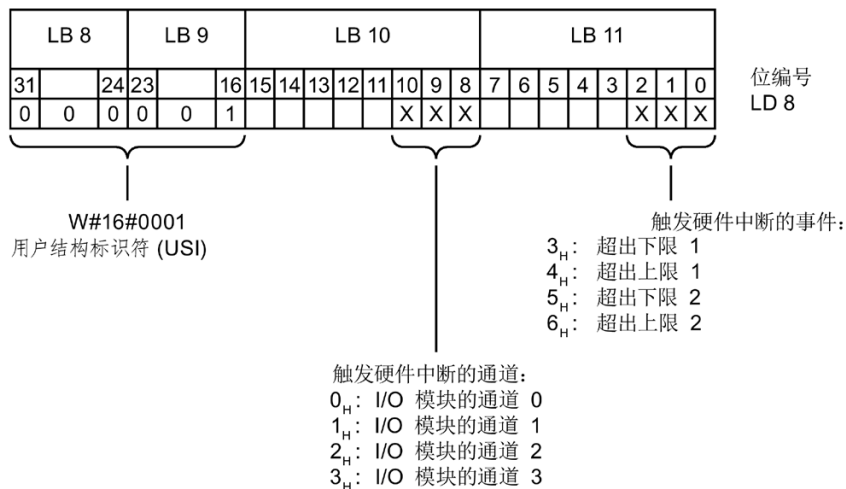 LB 8 LB 9 LB 10 LB 11
31 24 23 16 15 14 13 12 11 10 9 8 7 6 5 4 3 2 1 0 位编号
0 0 0 0 0 1 X X X X X X LD 8
W#16#0001
用户结构标识符 (USI)
触发硬件中断的事件：
3H： 超出下限 1
4H： 超出上限 1
5H： 超出下限 2
6H： 超出上限 2
触发硬件中断的通道：
0H： I/O 模块的通道 0
1H： I/O 模块的通道 1
2H： I/O 模块的通道 2
3H： I/O 模块的通道 3